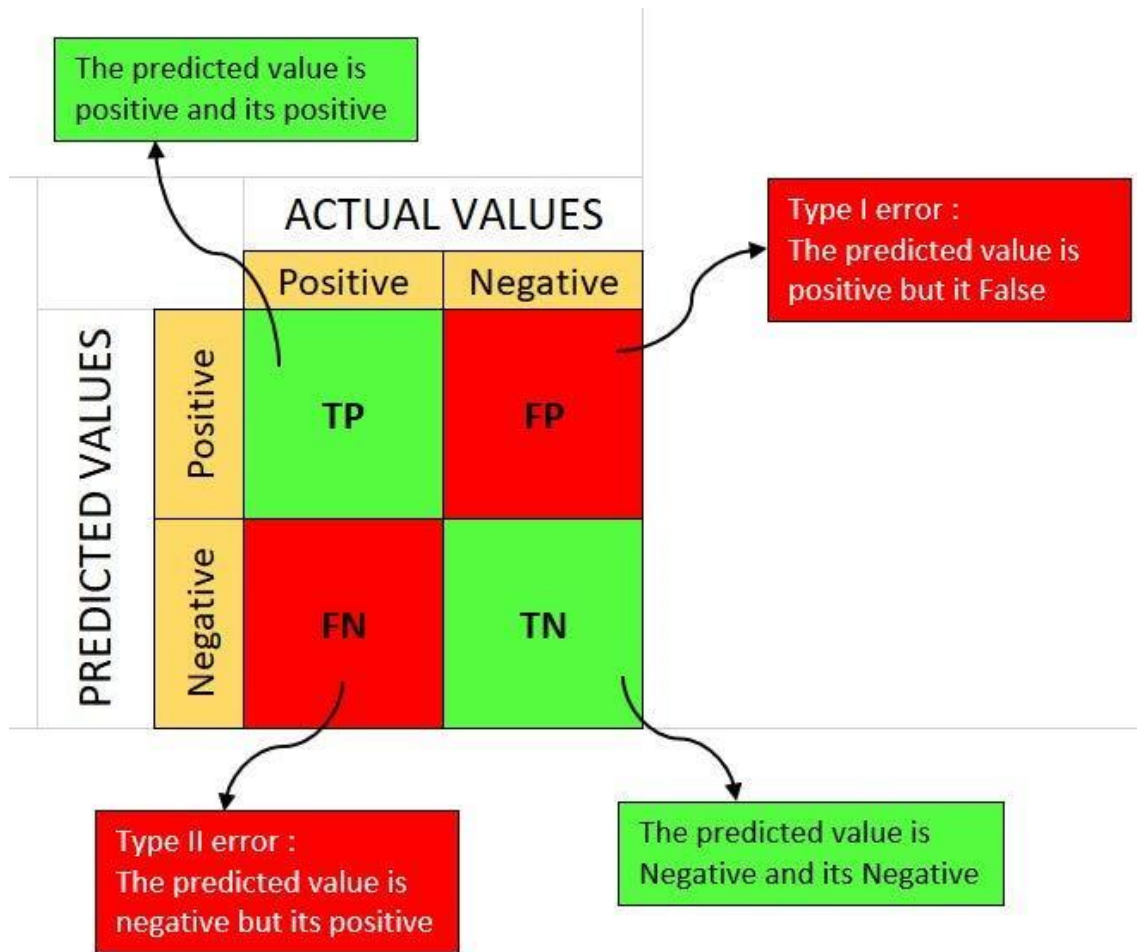 The predicted value is
positive and its positive
ACTUAL VALUES
Type I error :
The predicted value is
positive but it False
Positive
Negative
PREDICTED VALUES
Positive
TP
FP
Negative
FN
TN
Type II error :
The predicted value is
negative but its positive
The predicted value is
Negative and its Negative